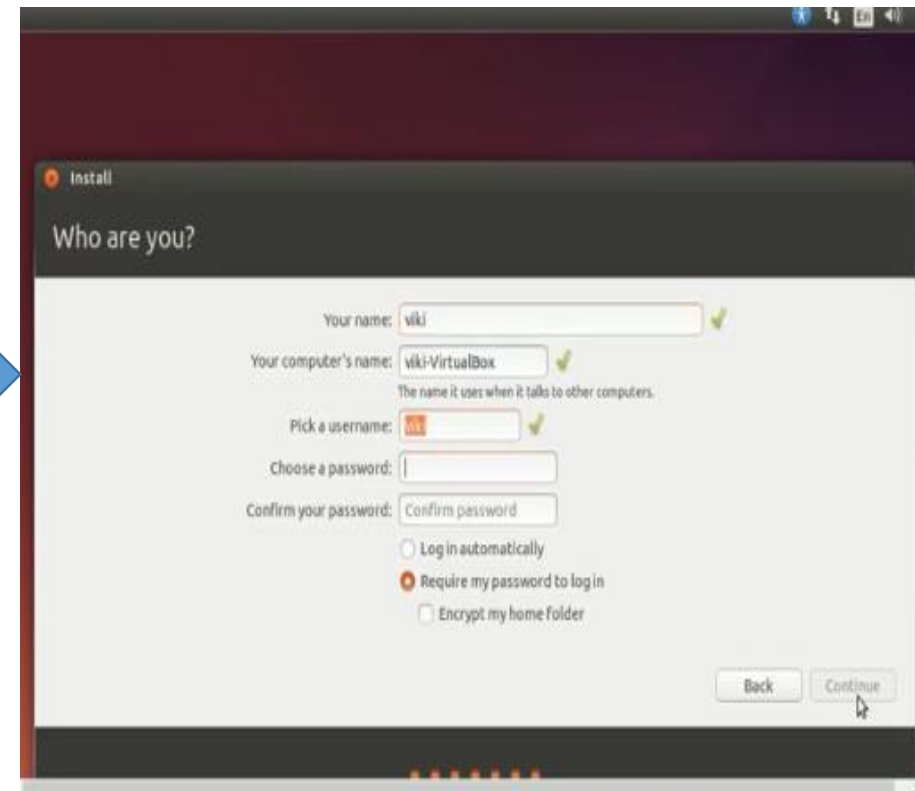 En
Install
Who are you?
Your name: viki
Your computer's name: viki-VirtualBox
The name it uses when it talks to other computers.
Pick a username: viki
Choose a password:
Confirm your password: Confirm password
Log in automatically
Require my password to log in
Encrypt my home folder
Back Continue